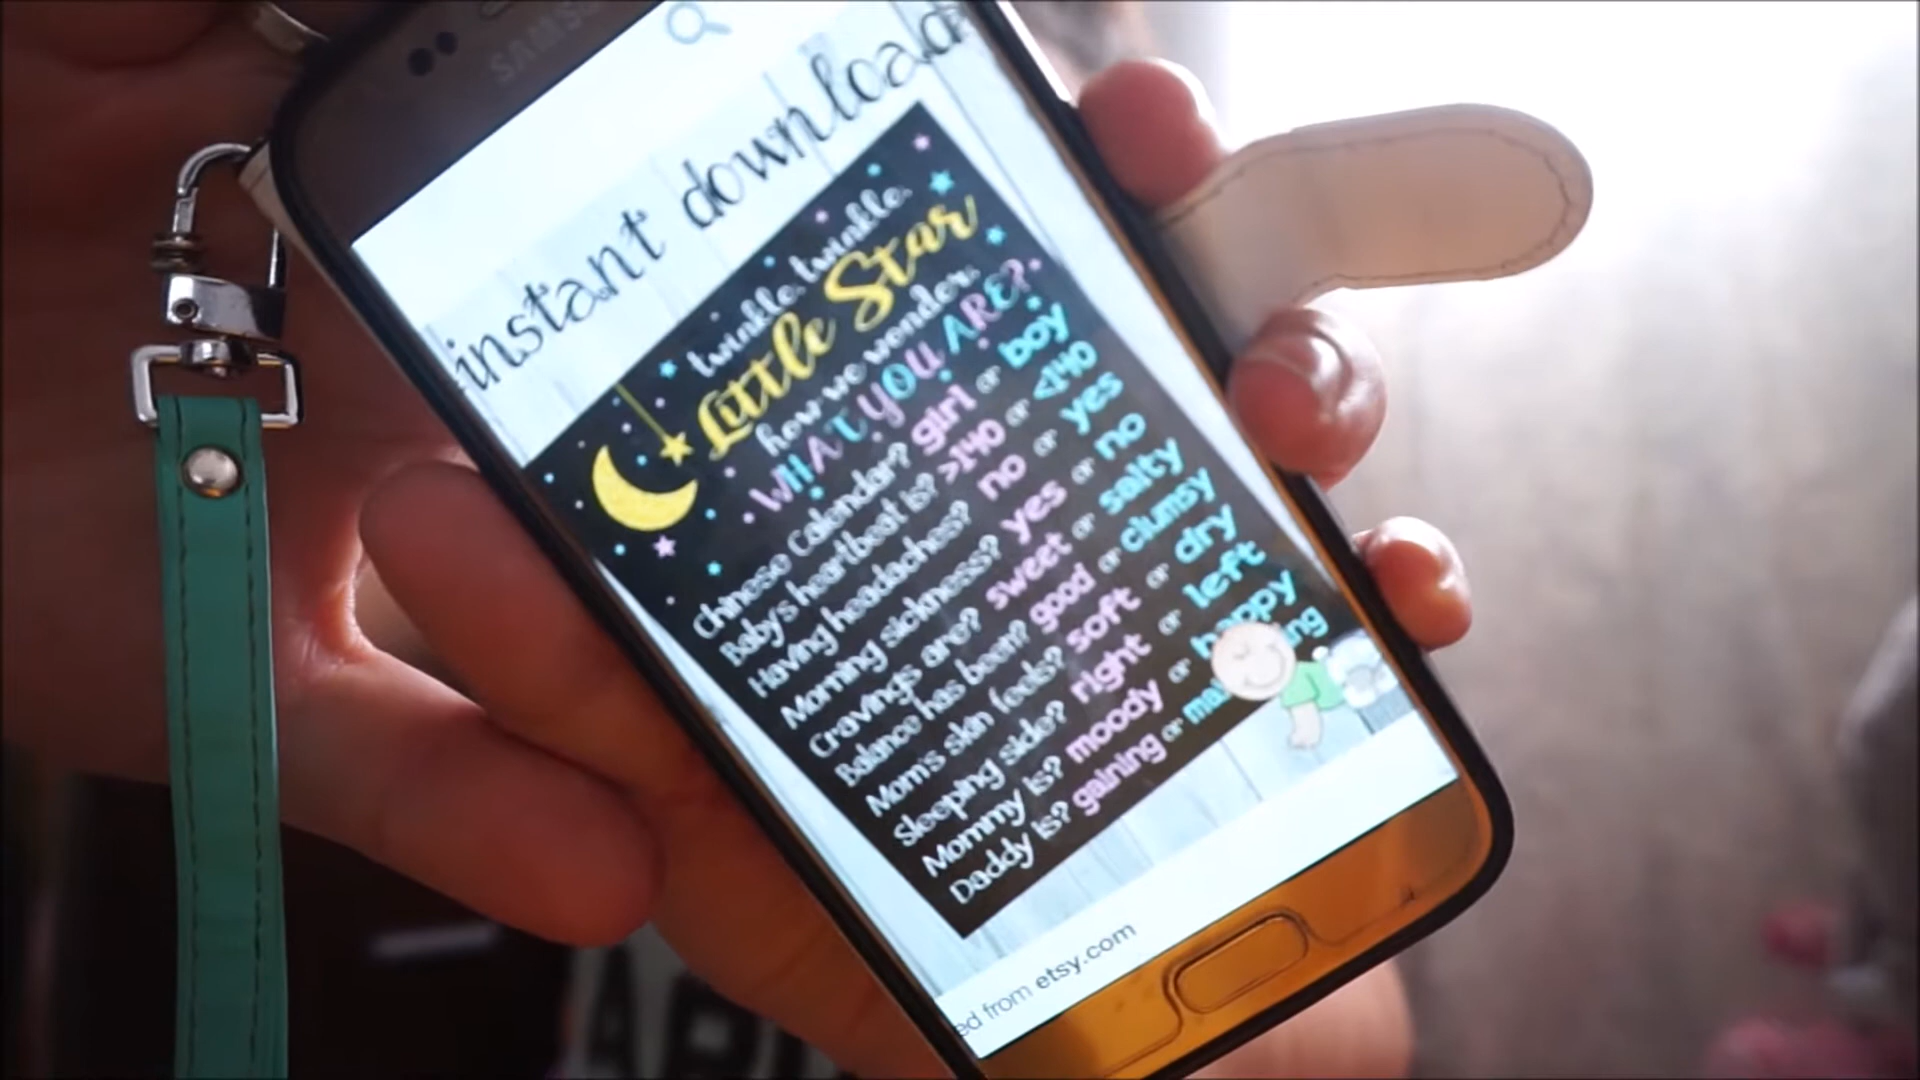 SAMS
instant download
twinkle, twinkle,
Little Star
how we wonder,
WHAT YOU ARE?
Chinese Calendar? girl or boy
Baby's heartbeat is? >140 or <140
Having headaches? no or yes
Morning sickness? yes or no
Cravings are? sweet or salty
Balance has been? good or clumsy
Mom's skin feels? soft or dry
Sleeping side? right or left
Mommy is? moody or happy
Daddy is? gaining or ma ing
ed from etsy.com